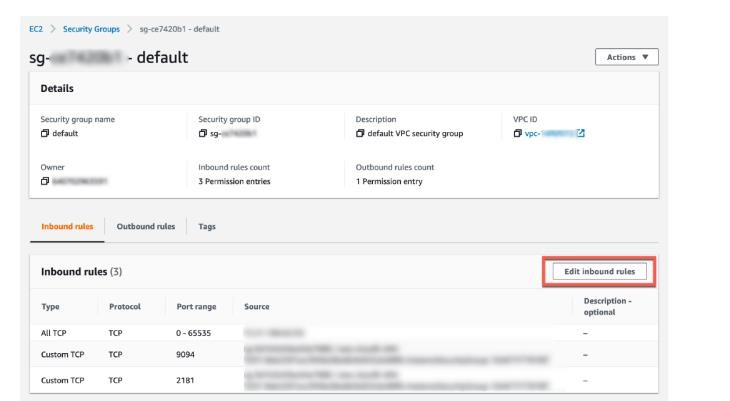 EC2 > Security Groups > sg-ce7420b1 - default
sg- - default
Actions ▼
Details
Security group name
default
Security group ID
sg-
Description
default VPC security group
VPC ID
vpc-
Owner
Inbound rules count
3 Permission entries
Outbound rules count
1 Permission entry
Inbound rules Outbound rules Tags
Inbound rules (3)
Edit inbound rules
Type Protocol Port range Source Description - optional
All TCP TCP 0 - 65535 –
Custom TCP TCP 9094 –
Custom TCP TCP 2181 –